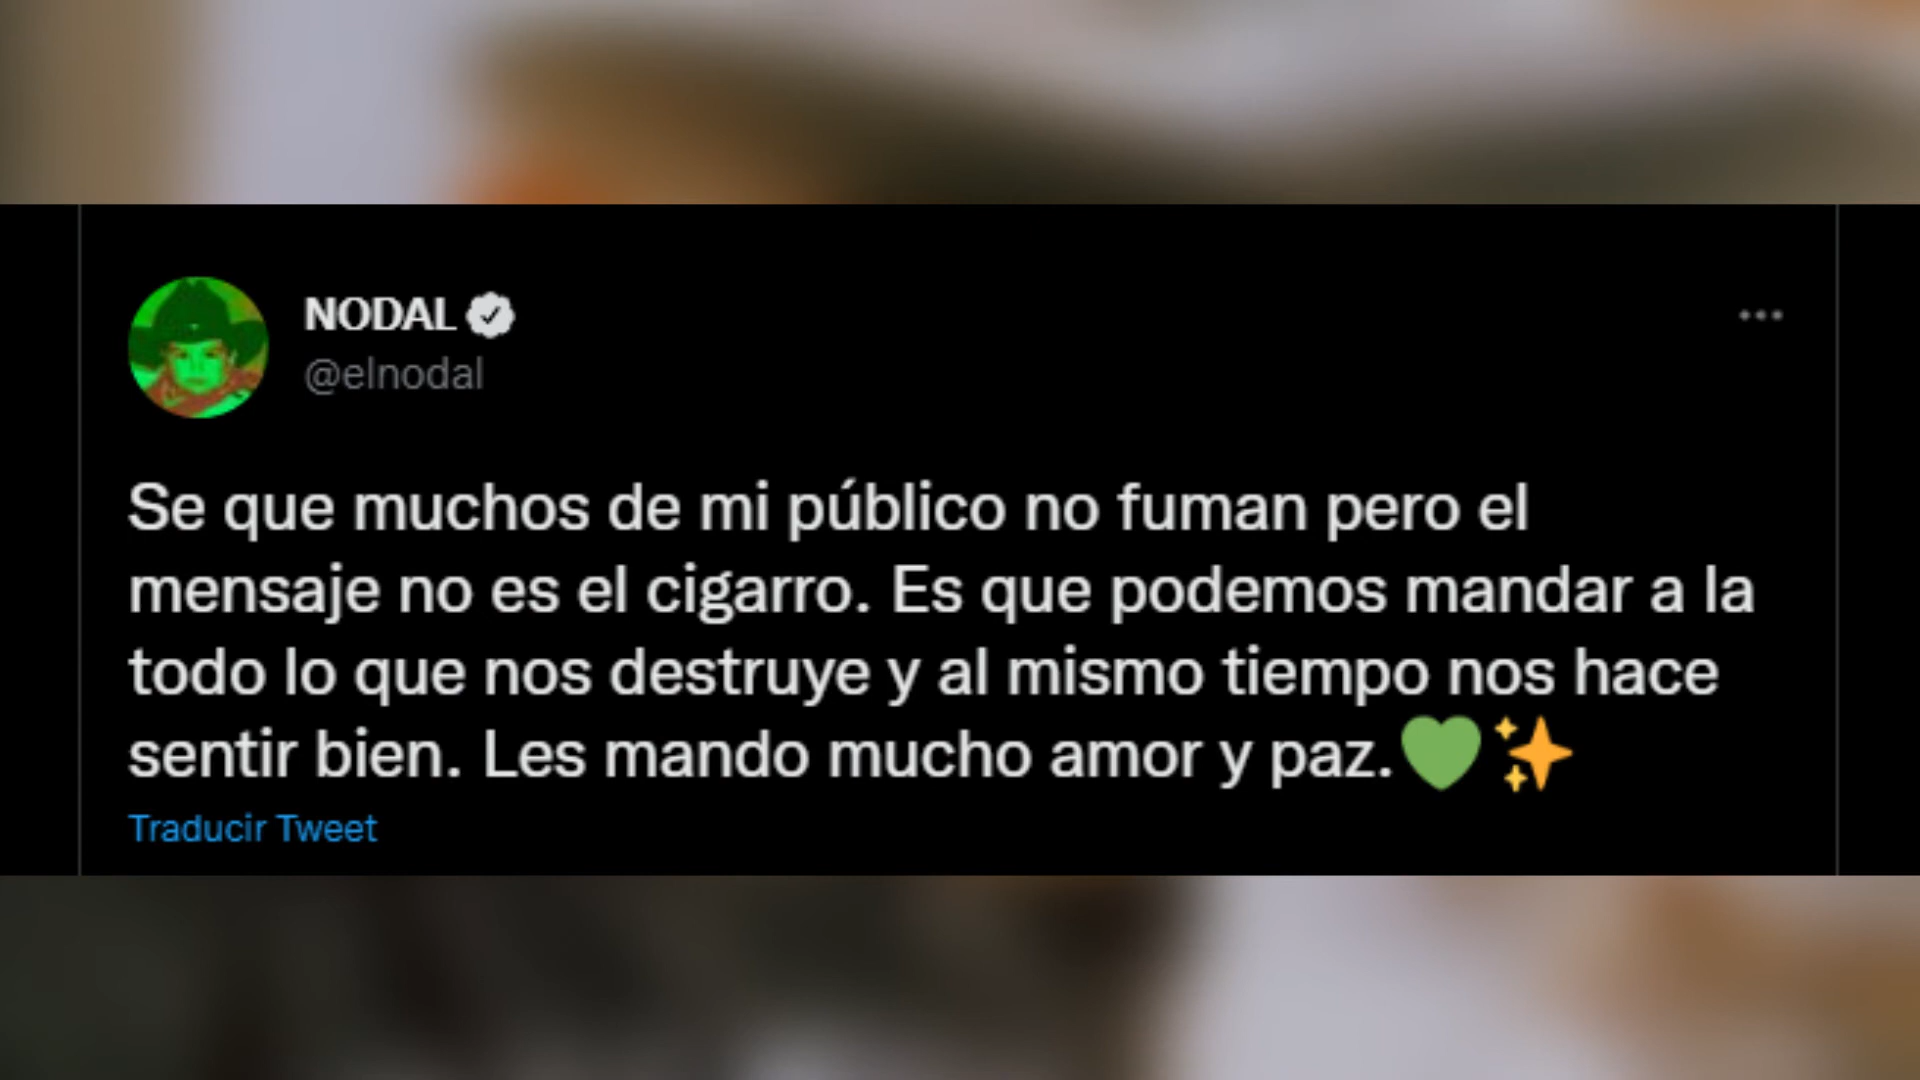 NODAL
@elnodal
Se que muchos de mi público no fuman pero el
mensaje no es el cigarro. Es que podemos mandar a la
todo lo que nos destruye y al mismo tiempo nos hace
sentir bien. Les mando mucho amor y paz.💚✨
Traducir Tweet